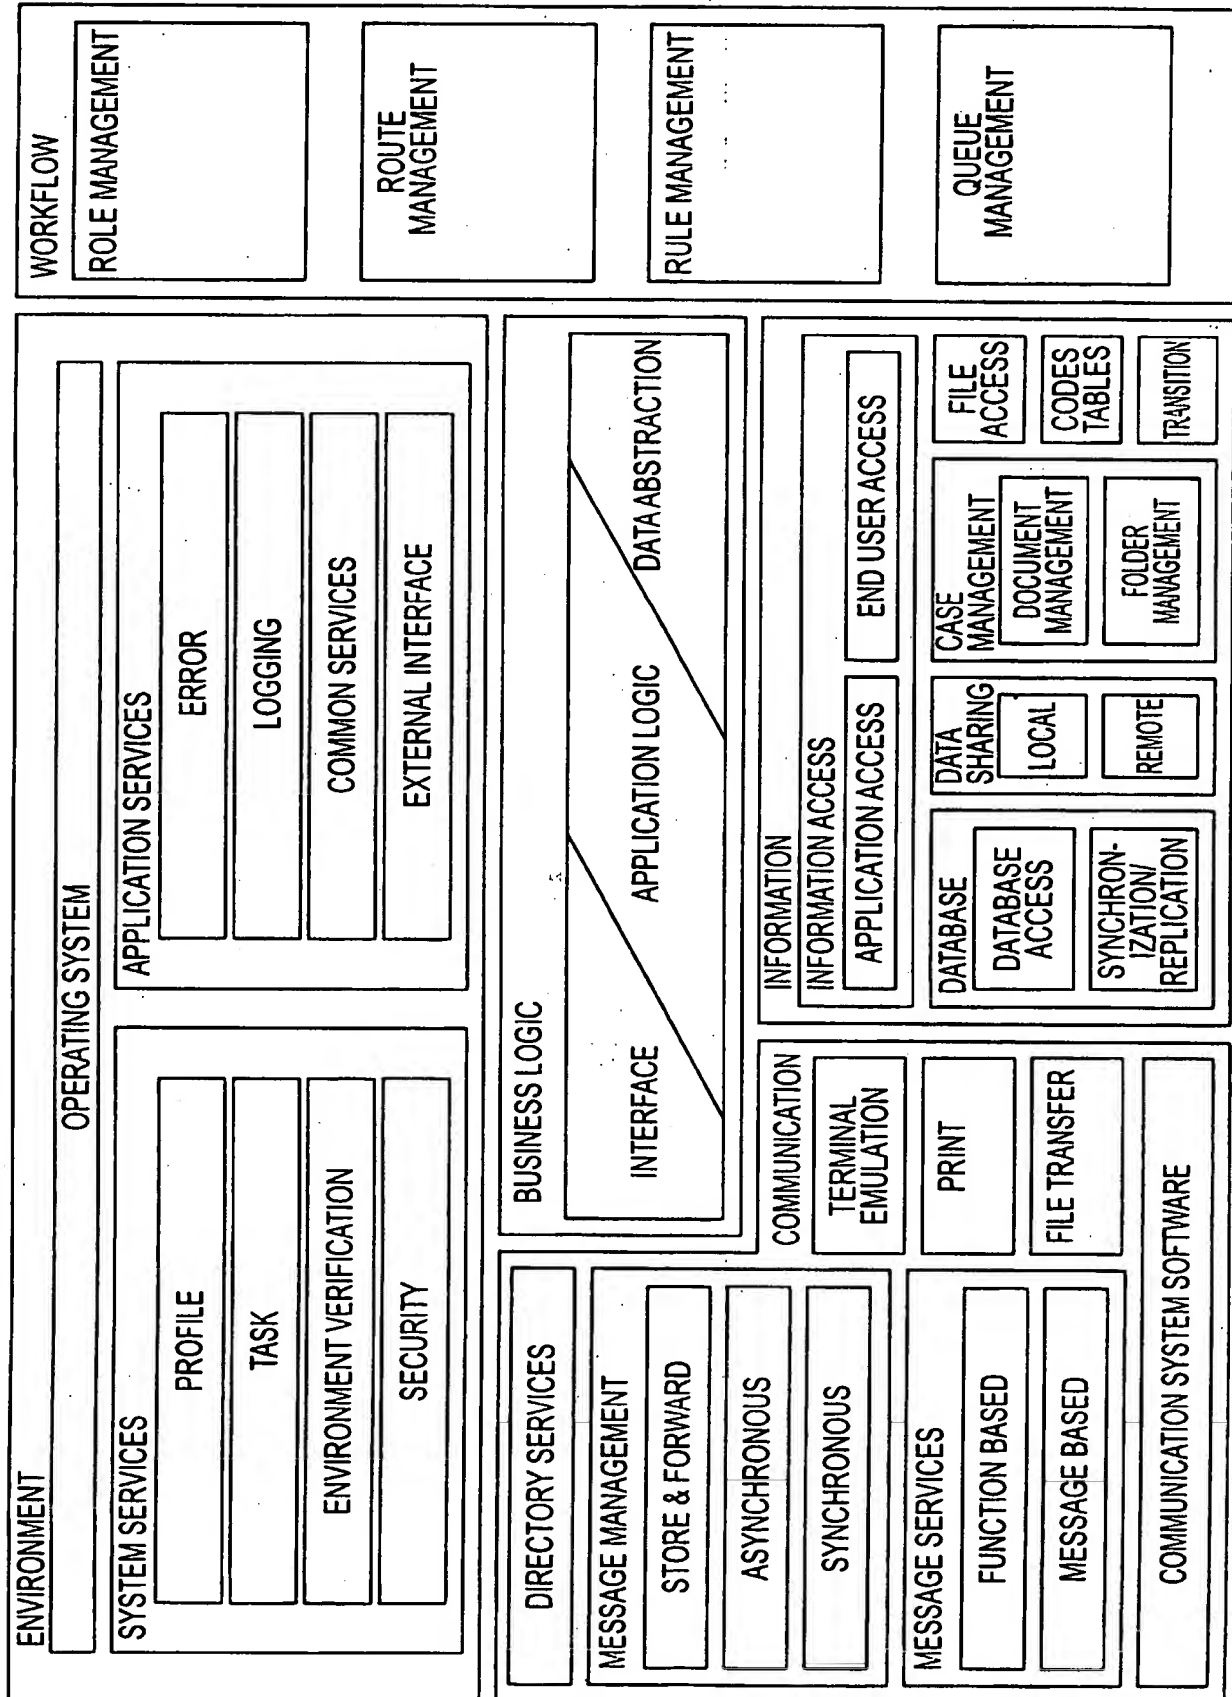 ENVIRONMENT
OPERATING SYSTEM
SYSTEM SERVICES
PROFILE
TASK
ENVIRONMENT VERIFICATION
SECURITY
APPLICATION SERVICES
ERROR
LOGGING
COMMON SERVICES
EXTERNAL INTERFACE
WORKFLOW
ROLE MANAGEMENT
ROUTE
MANAGEMENT
RULE MANAGEMENT
QUEUE
MANAGEMENT
BUSINESS LOGIC
INTERFACE
APPLICATION LOGIC
DATA ABSTRACTION
DIRECTORY SERVICES
MESSAGE MANAGEMENT
STORE & FORWARD
ASYNCHRONOUS
SYNCHRONOUS
MESSAGE SERVICES
FUNCTION BASED
MESSAGE BASED
COMMUNICATION
TERMINAL
EMULATION
PRINT
FILE TRANSFER
COMMUNICATION SYSTEM SOFTWARE
INFORMATION
INFORMATION ACCESS
APPLICATION ACCESS
END USER ACCESS
DATABASE
DATABASE
ACCESS
SYNCHRON-
IZATION/
REPLICATION
DATA
SHARING
LOCAL
REMOTE
CASE
MANAGEMENT
DOCUMENT
MANAGEMENT
FOLDER
MANAGEMENT
FILE
ACCESS
CODES
TABLES
TRANSITION